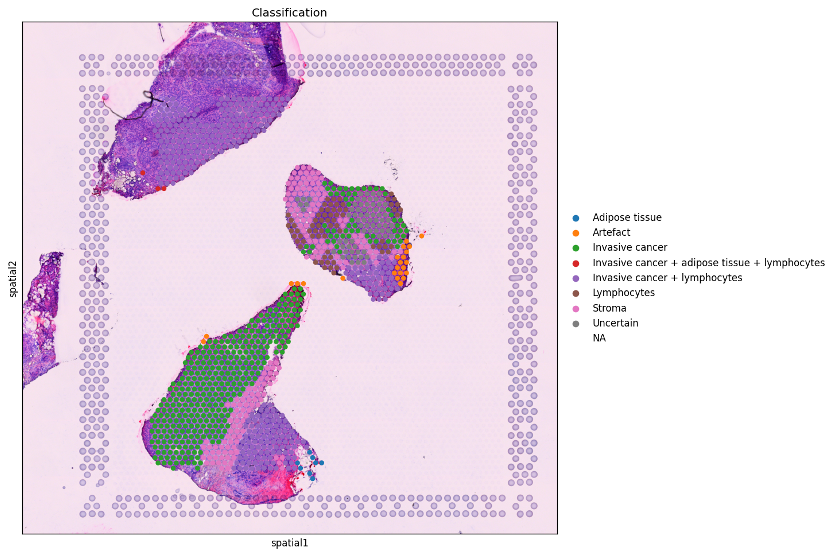 Classification
spatial2
spatial1
Adipose tissue
Artefact
Invasive cancer
Invasive cancer + adipose tissue + lymphocytes
Invasive cancer + lymphocytes
Lymphocytes
Stroma
Uncertain
NA